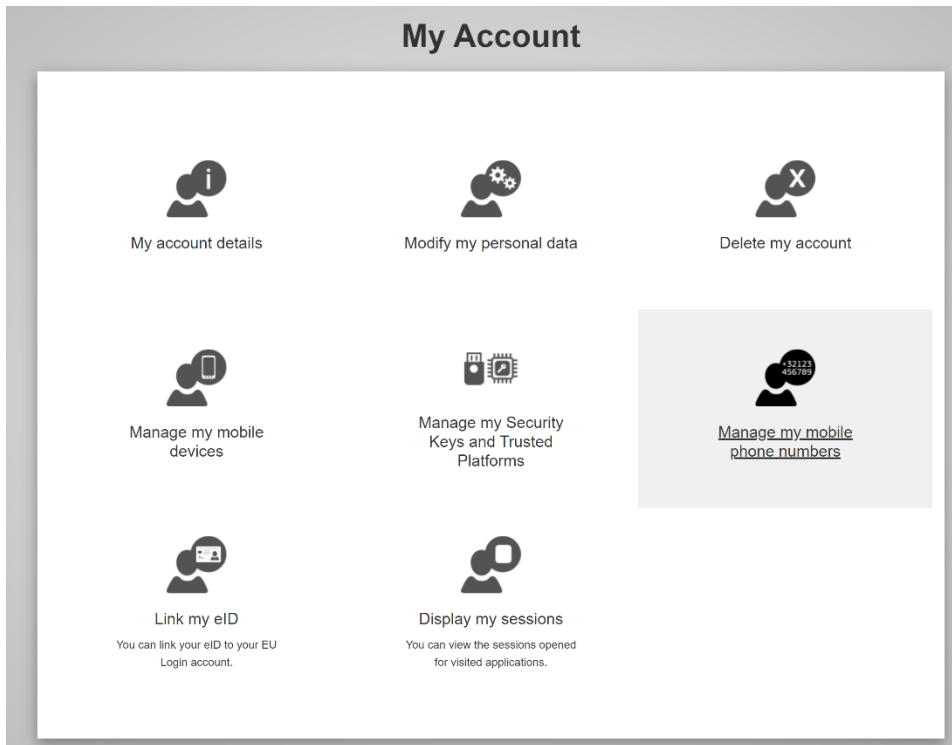 My Account
i
X
My account details
Modify my personal data
Delete my account
+32123
456789
Manage my mobile
devices
Manage my Security
Keys and Trusted
Platforms
Manage my mobile
phone numbers
Link my eID
You can link your eID to your EU
Login account.
Display my sessions
You can view the sessions opened
for visited applications.